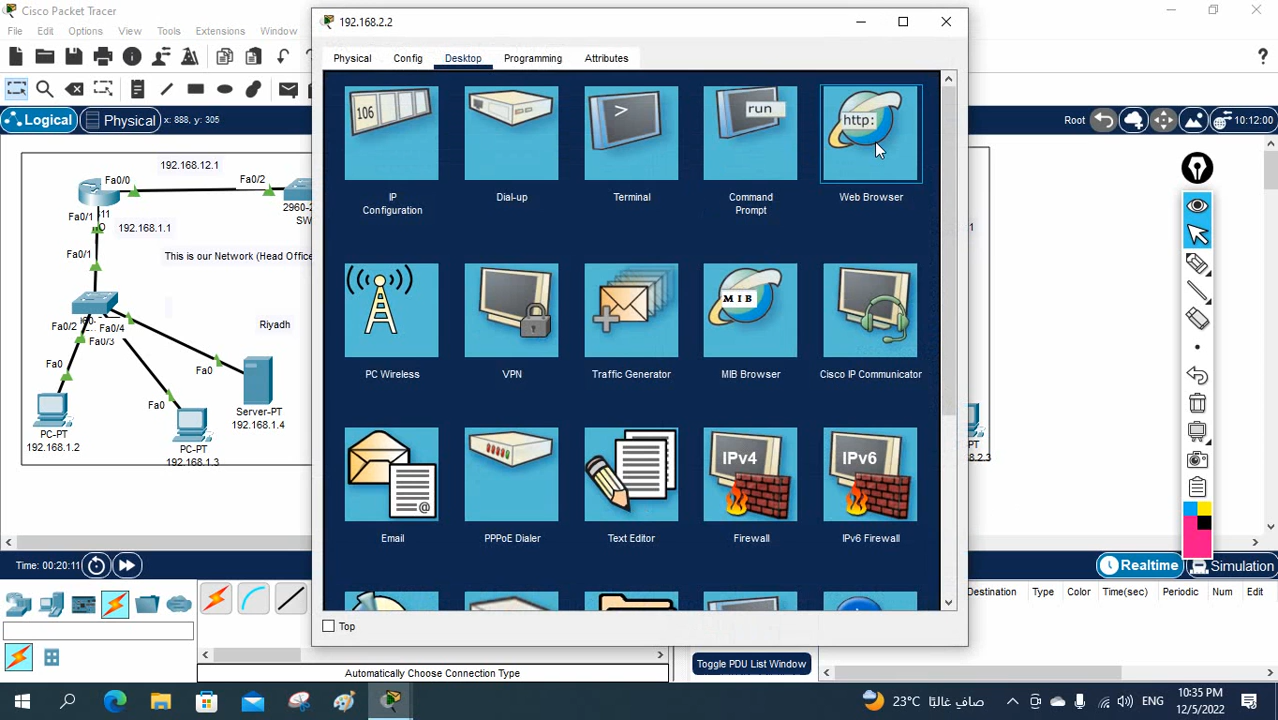 Cisco Packet Tracer
192.168.2.2
File Edit Options View Tools Extensions Window
Physical Config Desktop Programming Attributes
Logical Physical x: 888, y: 305
Root 10:12:00
106
>
run
http:
IP Configuration
Dial-up
Terminal
Command Prompt
Web Browser
MIB
PC Wireless
VPN
Traffic Generator
MIB Browser
Cisco IP Communicator
@
IPv4
IPv6
Email
PPPoE Dialer
Text Editor
Firewall
IPv6 Firewall
Top
192.168.12.1
Fa0/0
Fa0/2
2960-2
SW
Fa0/1
11
192.168.1.1
This is our Network (Head Office
Fa0/1
Riyadh
Fa0/2
Fa0/4
Fa0/3
Fa0
Fa0
Fa0
Server-PT
192.168.1.4
PC-PT
192.168.1.2
PC-PT
192.168.1.3
1
PT
2.3
Time: 00:20:11
Realtime
Simulation
Destination Type Color Time(sec) Periodic Num Edit
Automatically Choose Connection Type
Toggle PDU List Window
23°C صافٍ غالبًا
ENG
10:35 PM
12/5/2022